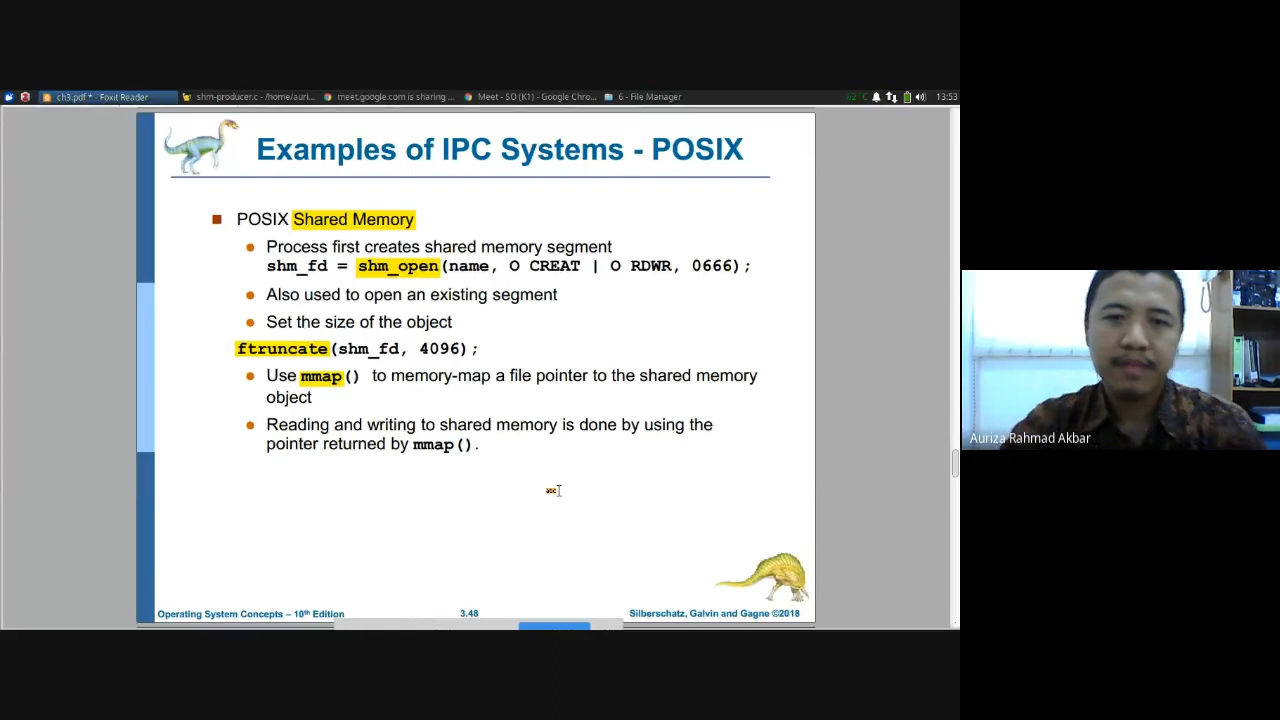 ch3.pdf * - Foxit Reader
shm-producer.c - /home/auri...
meet.google.com is sharing ...
Meet - SO (K1) - Google Chro...
6 - File Manager
13:53
Examples of IPC Systems - POSIX
POSIX Shared Memory
Process first creates shared memory segment
shm_fd = shm_open(name, O CREAT | O RDWR, 0666);
Also used to open an existing segment
Set the size of the object
ftruncate(shm_fd, 4096);
Use mmap() to memory-map a file pointer to the shared memory
object
Reading and writing to shared memory is done by using the
pointer returned by mmap().
Auriza Rahmad Akbar
Operating System Concepts – 10th Edition
3.48
Silberschatz, Galvin and Gagne ©2018